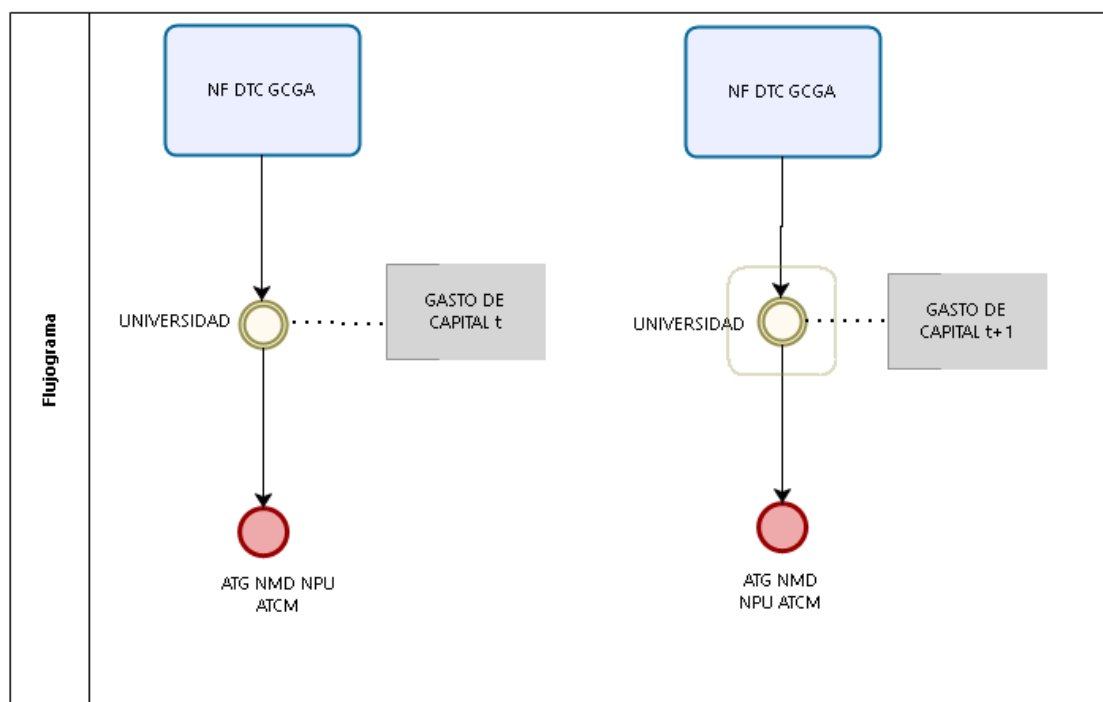 Flujograma
NF DTC GCGA
NF DTC GCGA
UNIVERSIDAD
GASTO DE
CAPITAL t
UNIVERSIDAD
GASTO DE
CAPITAL t+1
ATG NMD NPU
ATCM
ATG NMD
NPU ATCM